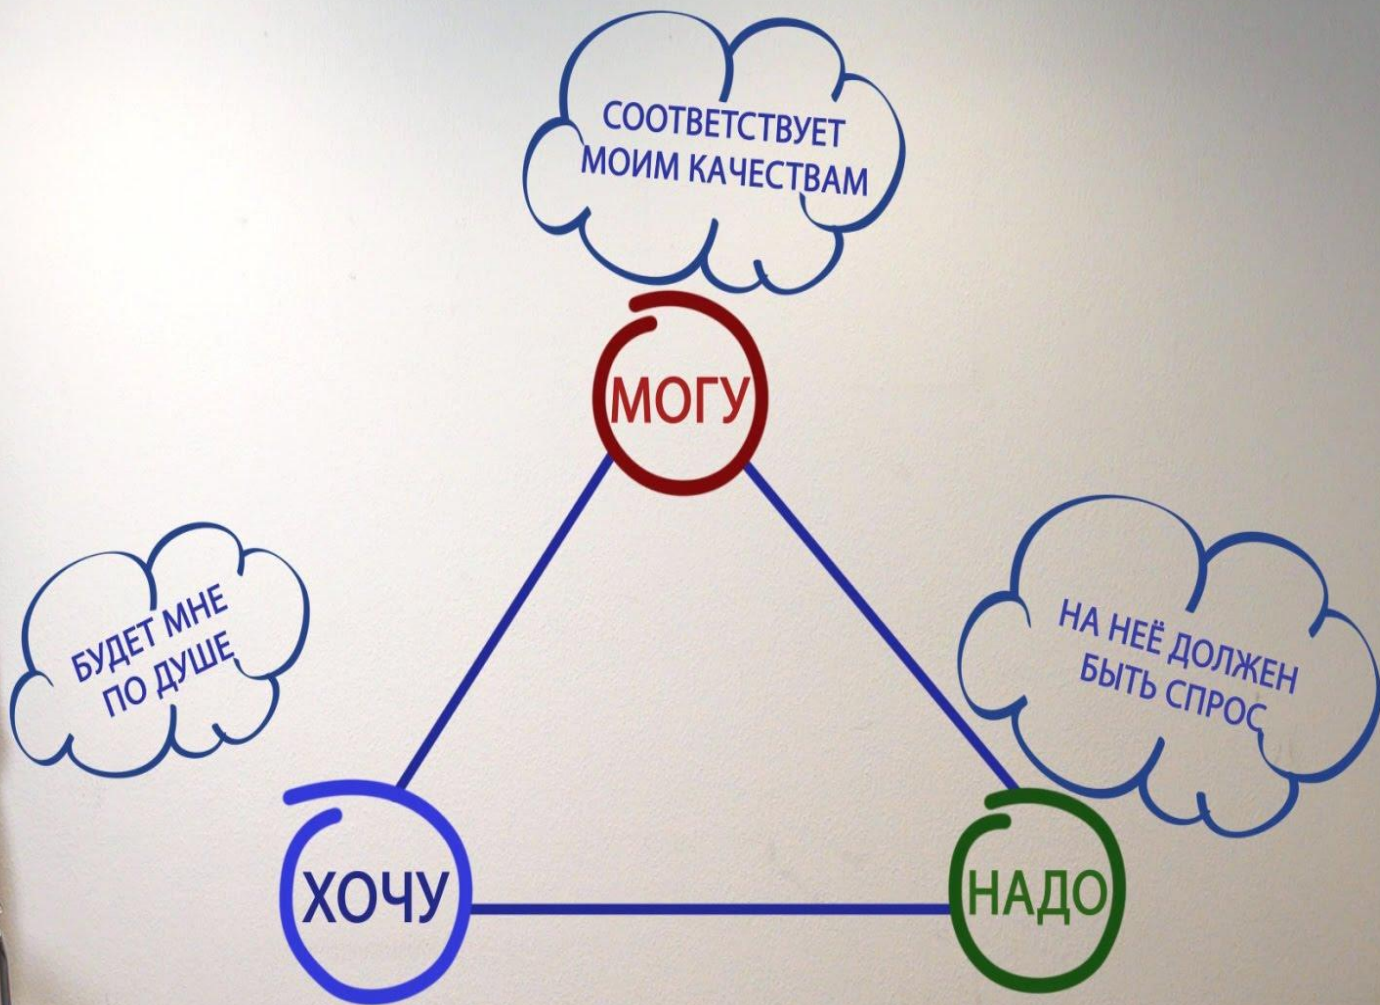 СООТВЕТСТВУЕТ
МОИМ КАЧЕСТВАМ
МОГУ
БУДЕТ МНЕ
ПО ДУШЕ
НА НЕЁ ДОЛЖЕН
БЫТЬ СПРОС
ХОЧУ
НАДО